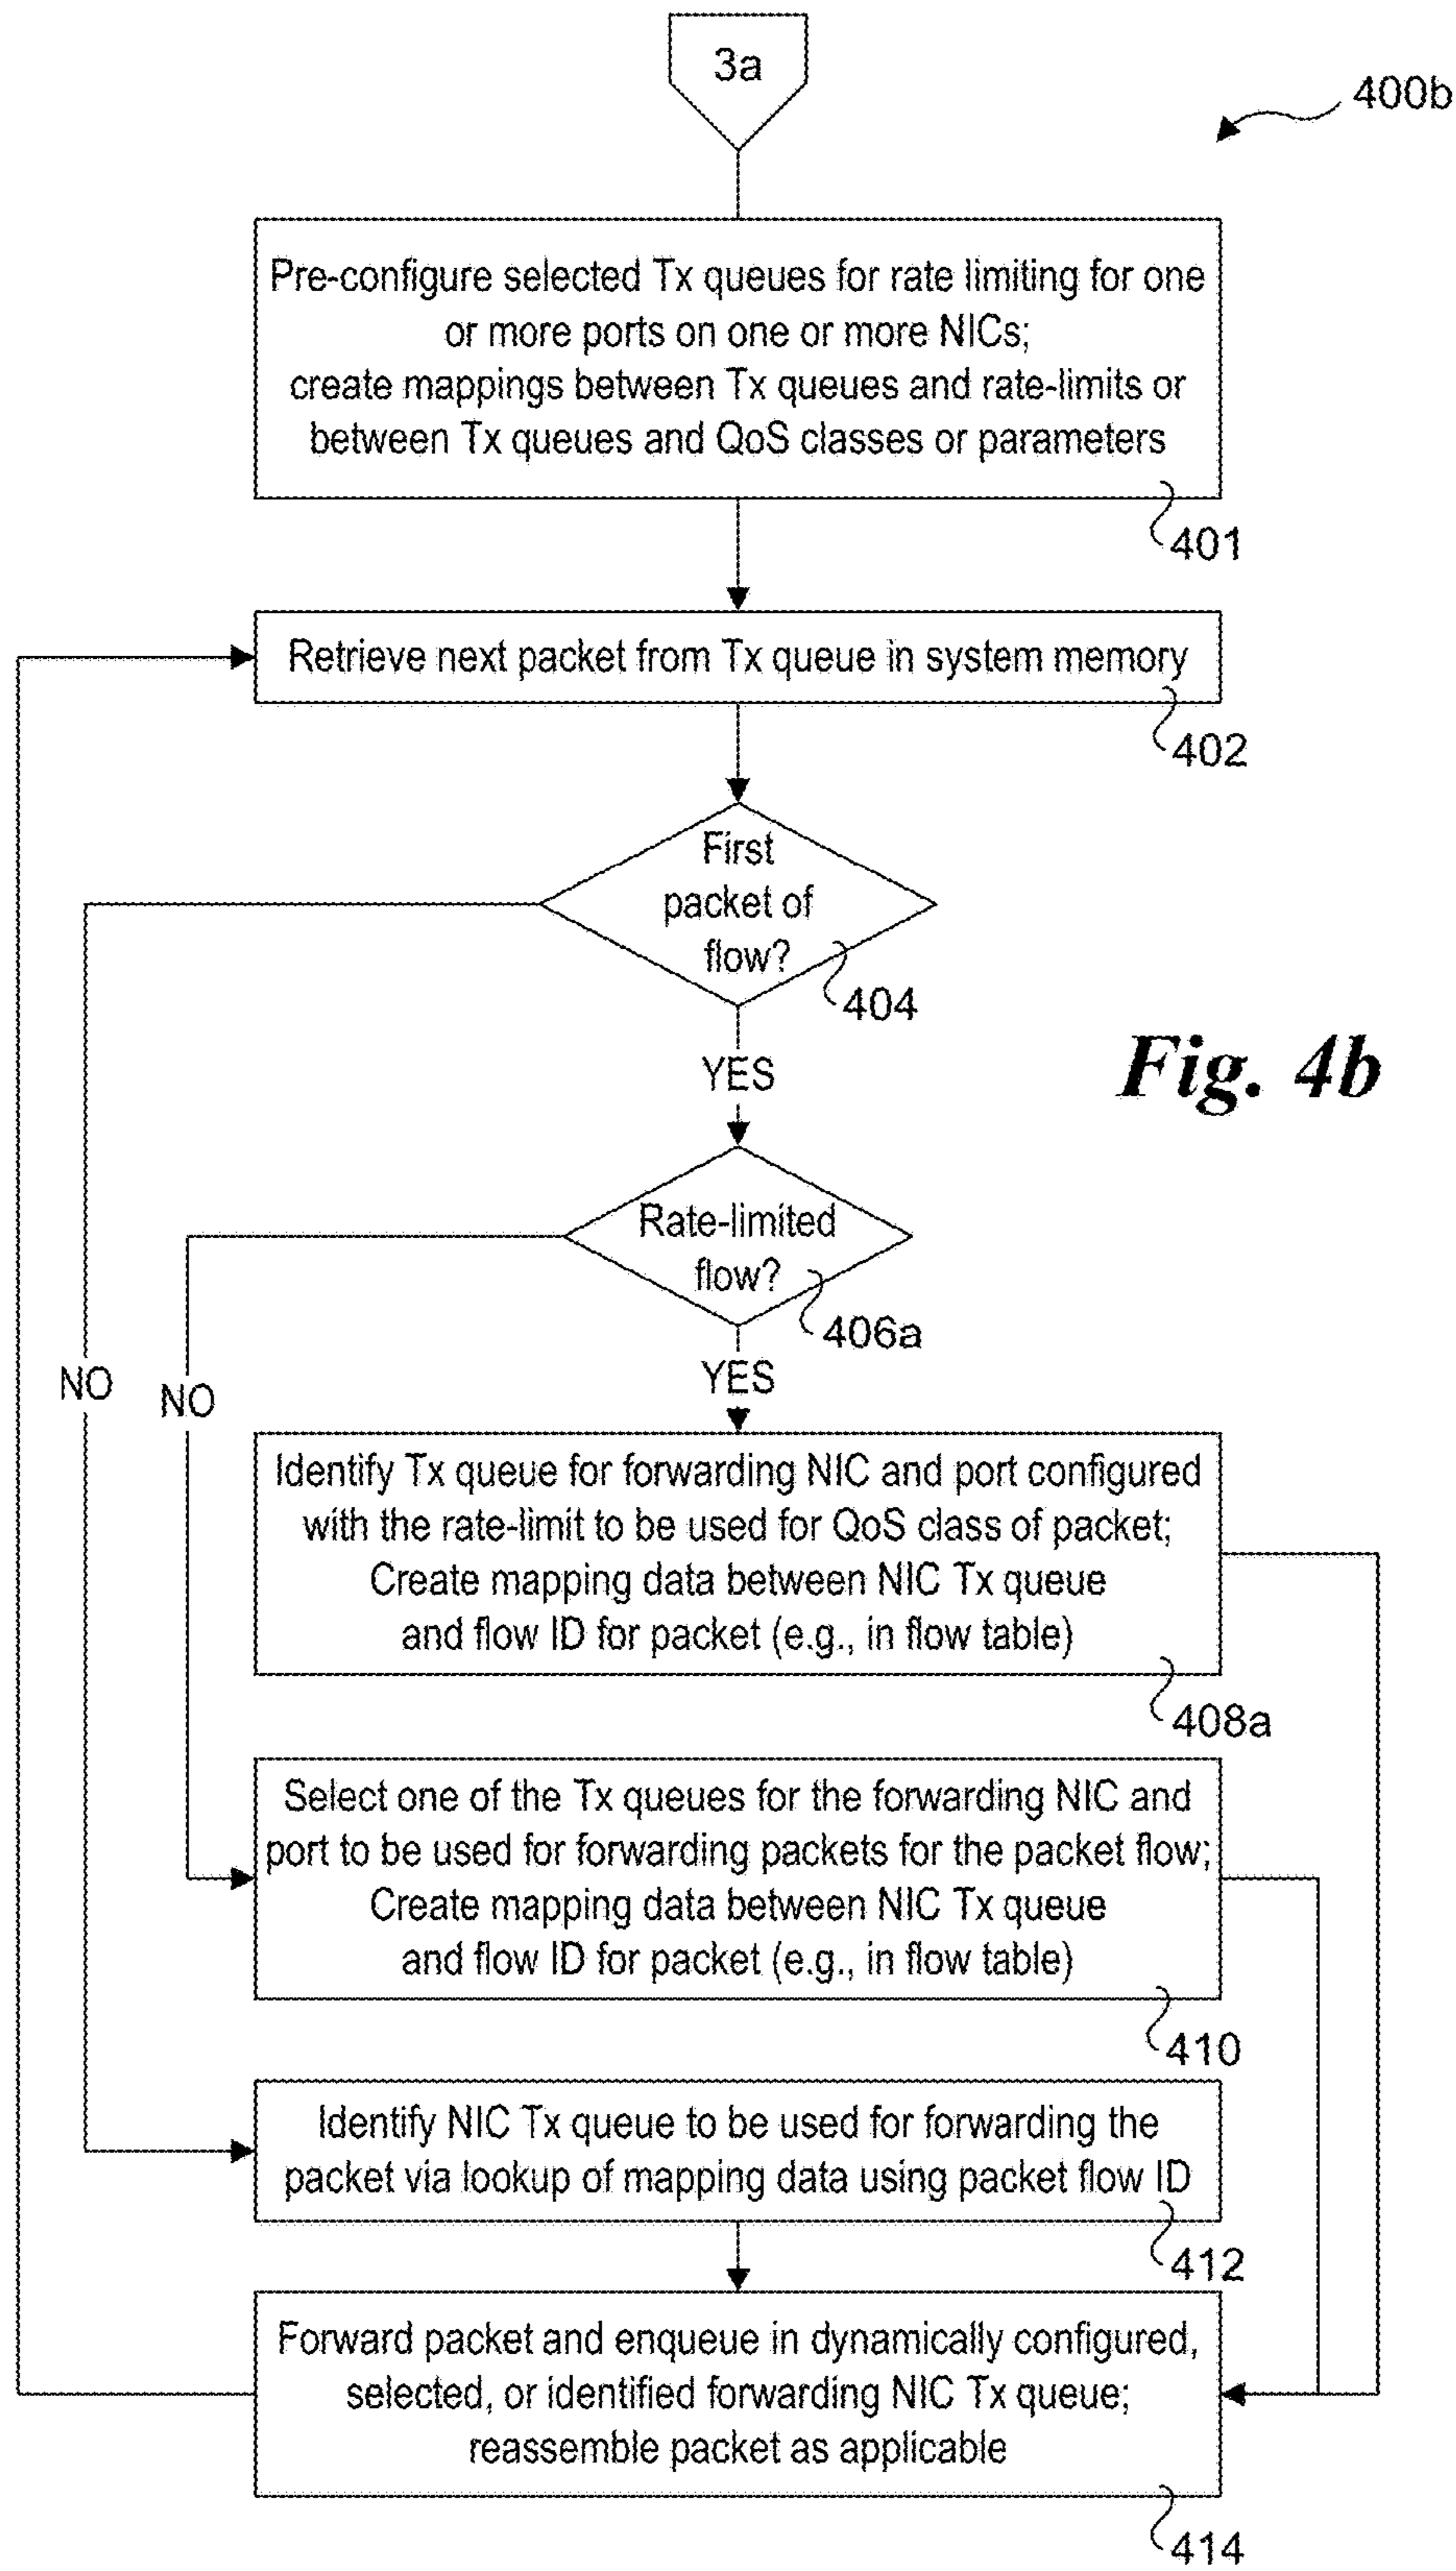 3a
400b
Pre-configure selected Tx queues for rate limiting for one
or more ports on one or more NICs;
create mappings between Tx queues and rate-limits or
between Tx queues and QoS classes or parameters
401
Retrieve next packet from Tx queue in system memory
402
First
packet of
flow?
404
YES
Fig. 4b
Rate-limited
flow?
406a
YES
NO
NO
Identify Tx queue for forwarding NIC and port configured
with the rate-limit to be used for QoS class of packet;
Create mapping data between NIC Tx queue
and flow ID for packet (e.g., in flow table)
408a
Select one of the Tx queues for the forwarding NIC and
port to be used for forwarding packets for the packet flow;
Create mapping data between NIC Tx queue
and flow ID for packet (e.g., in flow table)
410
Identify NIC Tx queue to be used for forwarding the
packet via lookup of mapping data using packet flow ID
412
Forward packet and enqueue in dynamically configured,
selected, or identified forwarding NIC Tx queue;
reassemble packet as applicable
414